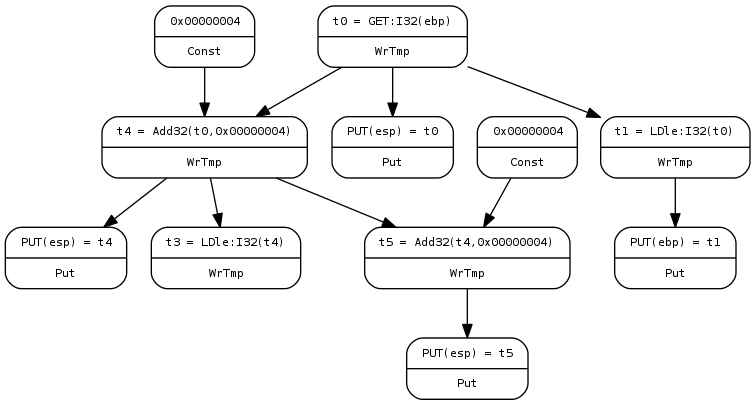 0x00000004
Const
t0 = GET:I32(ebp)
WrTmp
t4 = Add32(t0,0x00000004)
WrTmp
PUT(esp) = t0
Put
0x00000004
Const
t1 = LDle:I32(t0)
WrTmp
PUT(esp) = t4
Put
t3 = LDle:I32(t4)
WrTmp
t5 = Add32(t4,0x00000004)
WrTmp
PUT(ebp) = t1
Put
PUT(esp) = t5
Put